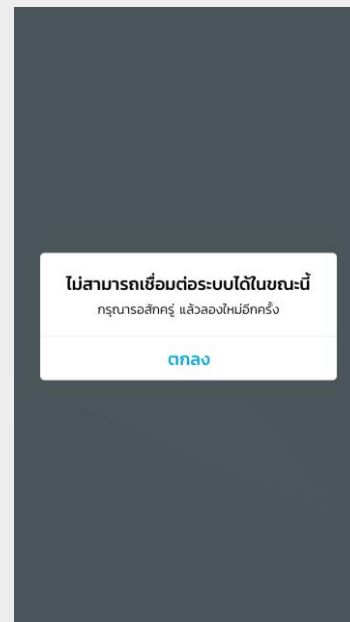 ไม่สามารถเชื่อมต่อระบบได้ในขณะนี้
กรุณารอสักครู่ แล้วลองใหม่อีกครั้ง
ตกลง